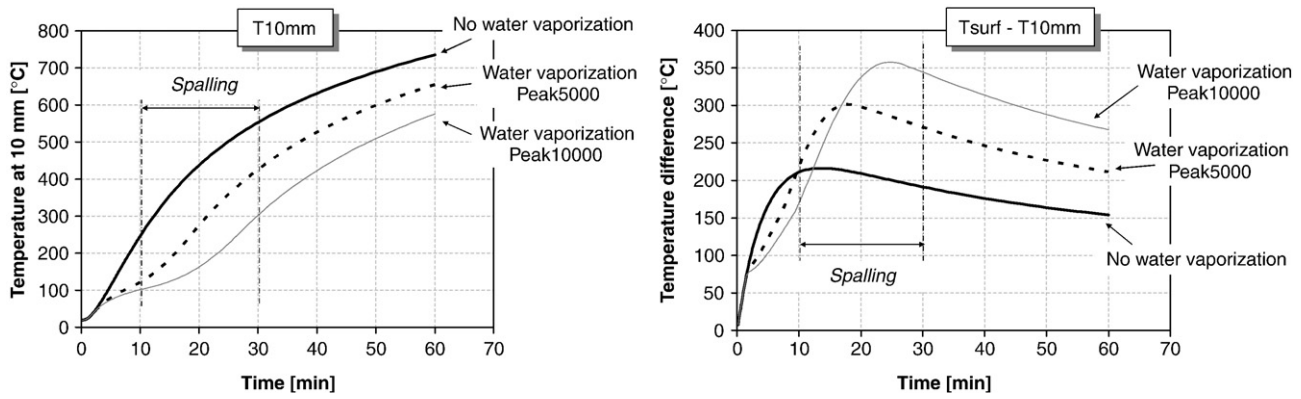 T10mm
No water vaporization
Water vaporization
Peak5000
Water vaporization
Peak10000
Spalling
Temperature at 10 mm [°C]
800
700
600
500
400
300
200
100
0
0 10 20 30 40 50 60 70
Time [min]
Tsurf - T10mm
Water vaporization
Peak10000
Water vaporization
Peak5000
No water vaporization
Spalling
Temperature difference [°C]
400
350
300
250
200
150
100
50
0
0 10 20 30 40 50 60 70
Time [min]